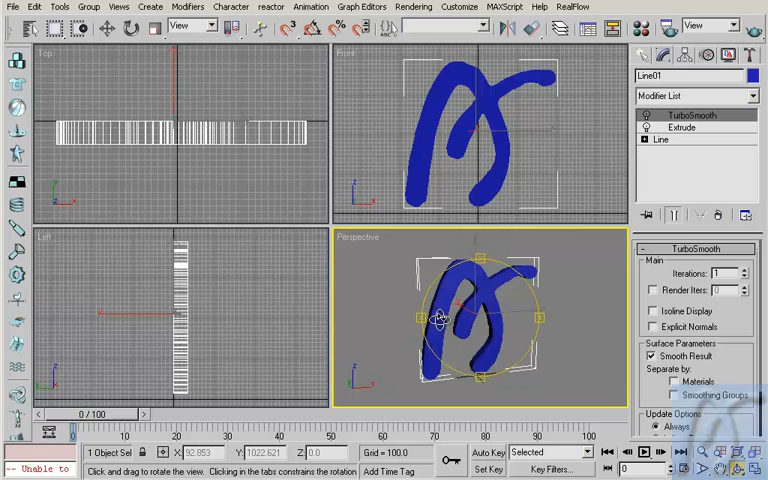 File Edit Tools Group Views Create Modifiers Character reactor Animation Graph Editors Rendering Customize MAXScript Help RealFlow
View View
Top Front
Line01
Modifier List
TurboSmooth
Extrude
Line
Left Perspective
TurboSmooth
Main
Iterations: 1
Render Iters: 0
Isoline Display
Explicit Normals
Surface Parameters
Smooth Result
Separate by:
Materials
Smoothing Groups
Update Options
Always
0 / 100
0 10 20 30 40 50 60 70 80 90 100
1 Object Sel X: 92.853 Y: 1022.621 Z: 0.0 Grid = 100.0 Auto Key Selected
-- Unable to Click and drag to rotate the view. Clicking in the tabs constrains the rotation Add Time Tag Set Key Key Filters... 0